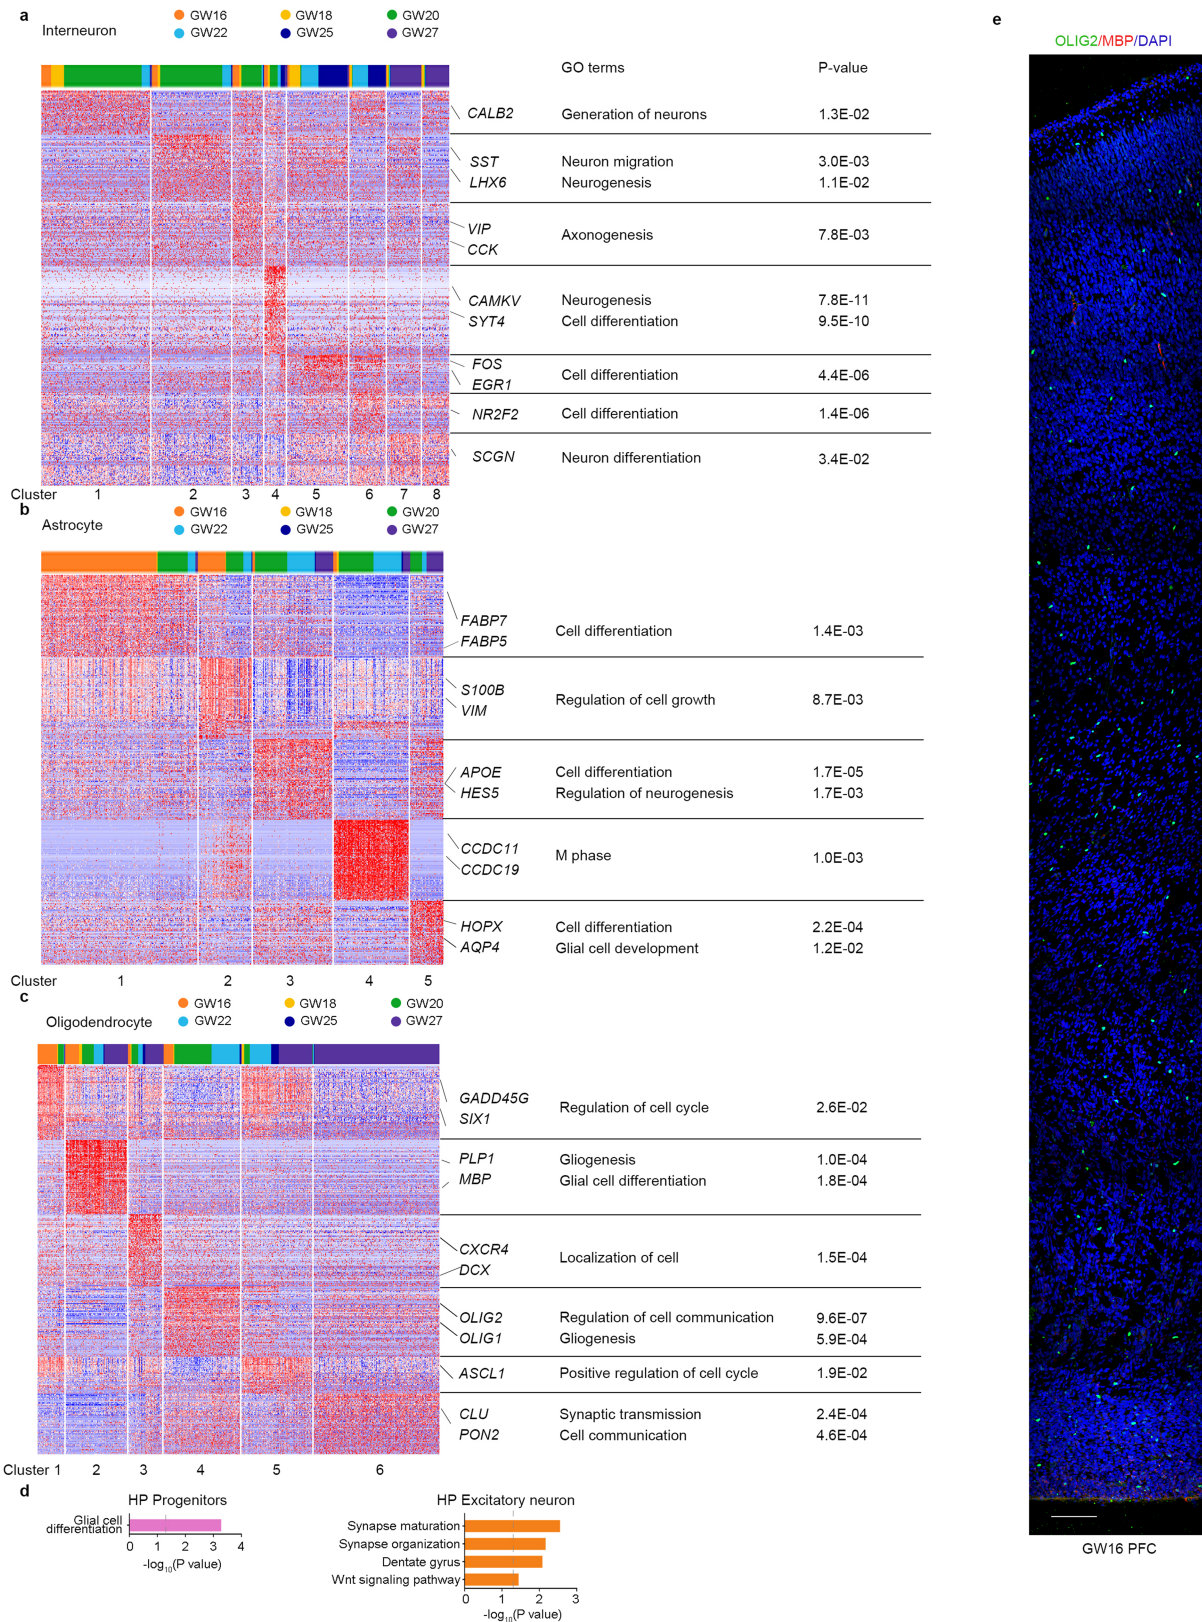 a
Interneuron
GW16 GW18 GW20
GW22 GW25 GW27
GO terms P-value
CALB2 Generation of neurons 1.3E-02
SST Neuron migration 3.0E-03
LHX6 Neurogenesis 1.1E-02
VIP
Axonogenesis 7.8E-03
CCK
CAMKV Neurogenesis 7.8E-11
SYT4 Cell differentiation 9.5E-10
FOS
Cell differentiation 4.4E-06
EGR1
NR2F2 Cell differentiation 1.4E-06
SCGN Neuron differentiation 3.4E-02
Cluster 1 2 3 4 5 6 7 8
b
Astrocyte
GW16 GW18 GW20
GW22 GW25 GW27
FABP7
Cell differentiation 1.4E-03
FABP5
S100B
Regulation of cell growth 8.7E-03
VIM
APOE Cell differentiation 1.7E-05
HES5 Regulation of neurogenesis 1.7E-03
CCDC11
M phase 1.0E-03
CCDC19
HOPX Cell differentiation 2.2E-04
AQP4 Glial cell development 1.2E-02
Cluster 1 2 3 4 5
c
Oligodendrocyte
GW16 GW18 GW20
GW22 GW25 GW27
GADD45G
Regulation of cell cycle 2.6E-02
SIX1
PLP1 Gliogenesis 1.0E-04
MBP Glial cell differentiation 1.8E-04
CXCR4
Localization of cell 1.5E-04
DCX
OLIG2 Regulation of cell communication 9.6E-07
OLIG1 Gliogenesis 5.9E-04
ASCL1 Positive regulation of cell cycle 1.9E-02
CLU Synaptic transmission 2.4E-04
PON2 Cell communication 4.6E-04
Cluster 1 2 3 4 5 6
d
HP Progenitors
Glial cell
differentiation
0 1 2 3 4
-log10(P value)
HP Excitatory neuron
Synapse maturation
Synapse organization
Dentate gyrus
Wnt signaling pathway
0 1 2 3
-log10(P value)
e
OLIG2/MBP/DAPI
GW16 PFC